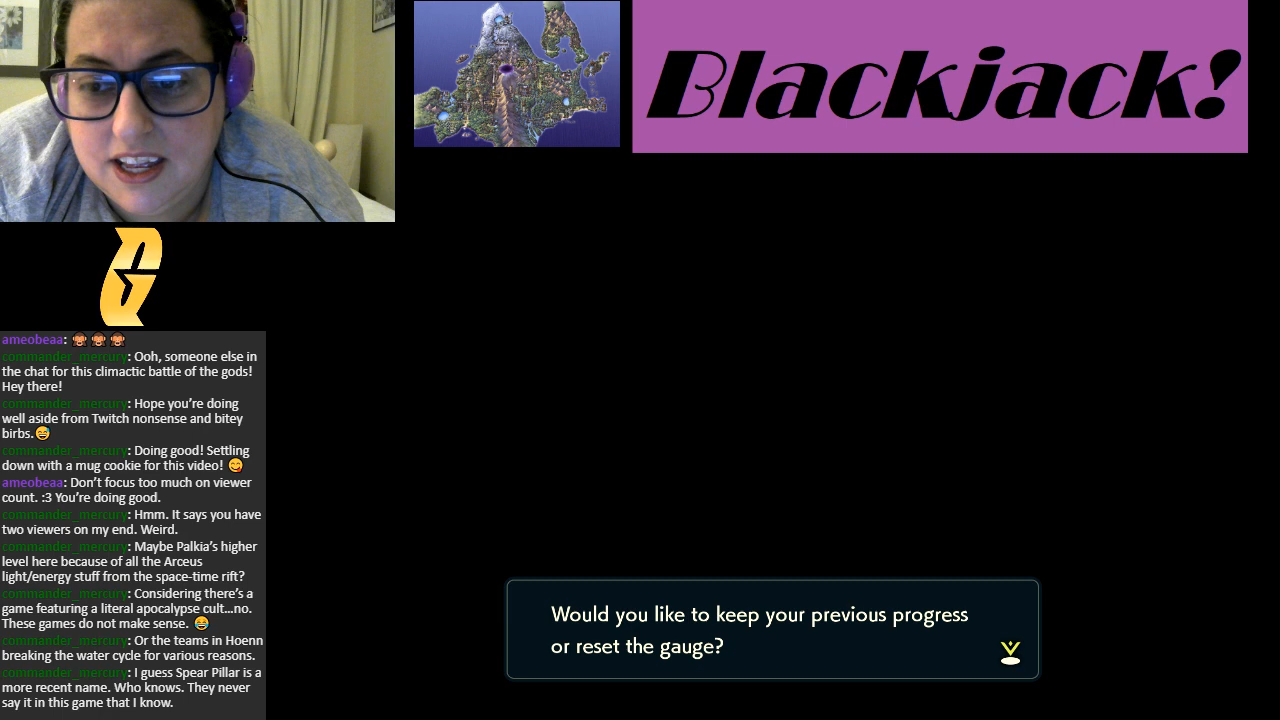 Blackjack!
ameobeaa:
commander_mercury: Ooh, someone else in
the chat for this climactic battle of the gods!
Hey there!
commander_mercury: Hope you're doing
well aside from Twitch nonsense and bitey
birbs.
commander_mercury: Doing good! Settling
down with a mug cookie for this video!
ameobeaa: Don't focus too much on viewer
count. :3 You're doing good.
commander_mercury: Hmm. It says you have
two viewers on my end. Weird.
commander_mercury: Maybe Palkia's higher
level here because of all the Arceus
light/energy stuff from the space-time rift?
commander_mercury: Considering there's a
game featuring a literal apocalypse cult...no.
These games do not make sense.
commander_mercury: Or the teams in Hoenn
breaking the water cycle for various reasons.
commander_mercury: I guess Spear Pillar is a
more recent name. Who knows. They never
say it in this game that I know.
Would you like to keep your previous progress
or reset the gauge?